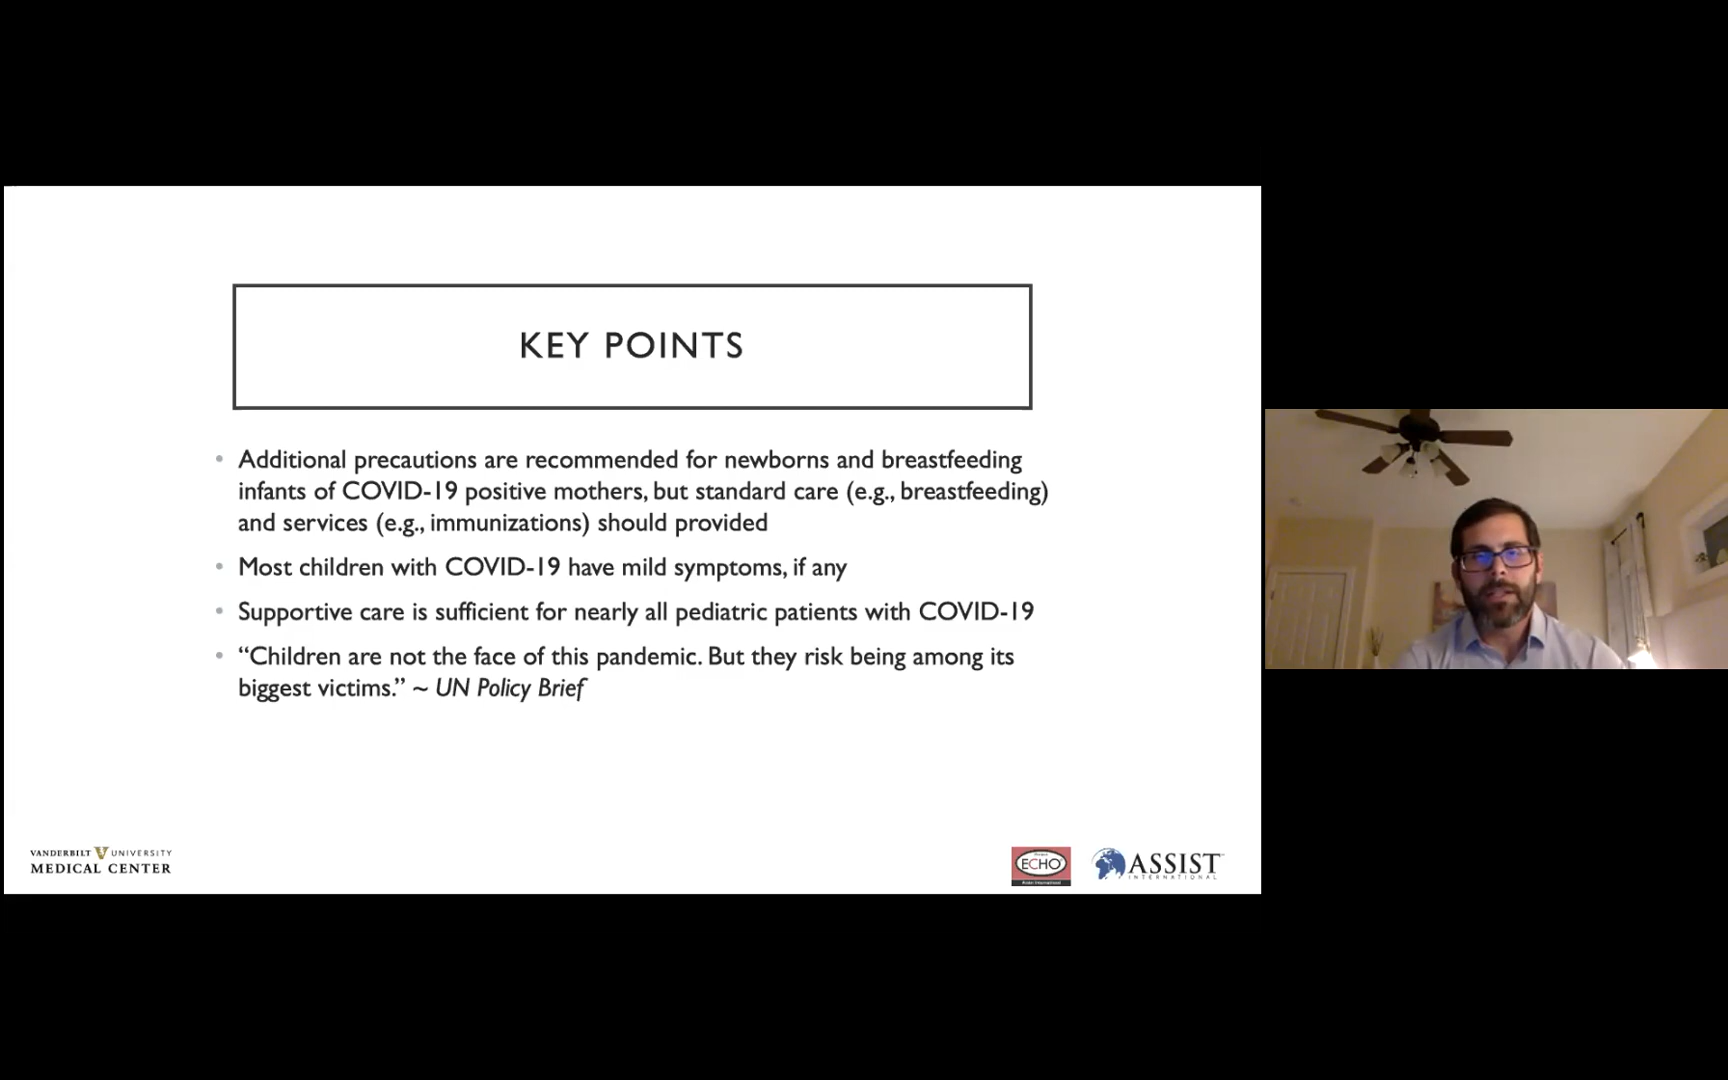 KEY POINTS
• Additional precautions are recommended for newborns and breastfeeding
infants of COVID-19 positive mothers, but standard care (e.g., breastfeeding)
and services (e.g., immunizations) should provided
• Most children with COVID-19 have mild symptoms, if any
• Supportive care is sufficient for nearly all pediatric patients with COVID-19
• “Children are not the face of this pandemic. But they risk being among its
biggest victims.” ~ UN Policy Brief
VANDERBILT V UNIVERSITY
MEDICAL CENTER
ECHO
ASSIST
INTERNATIONAL